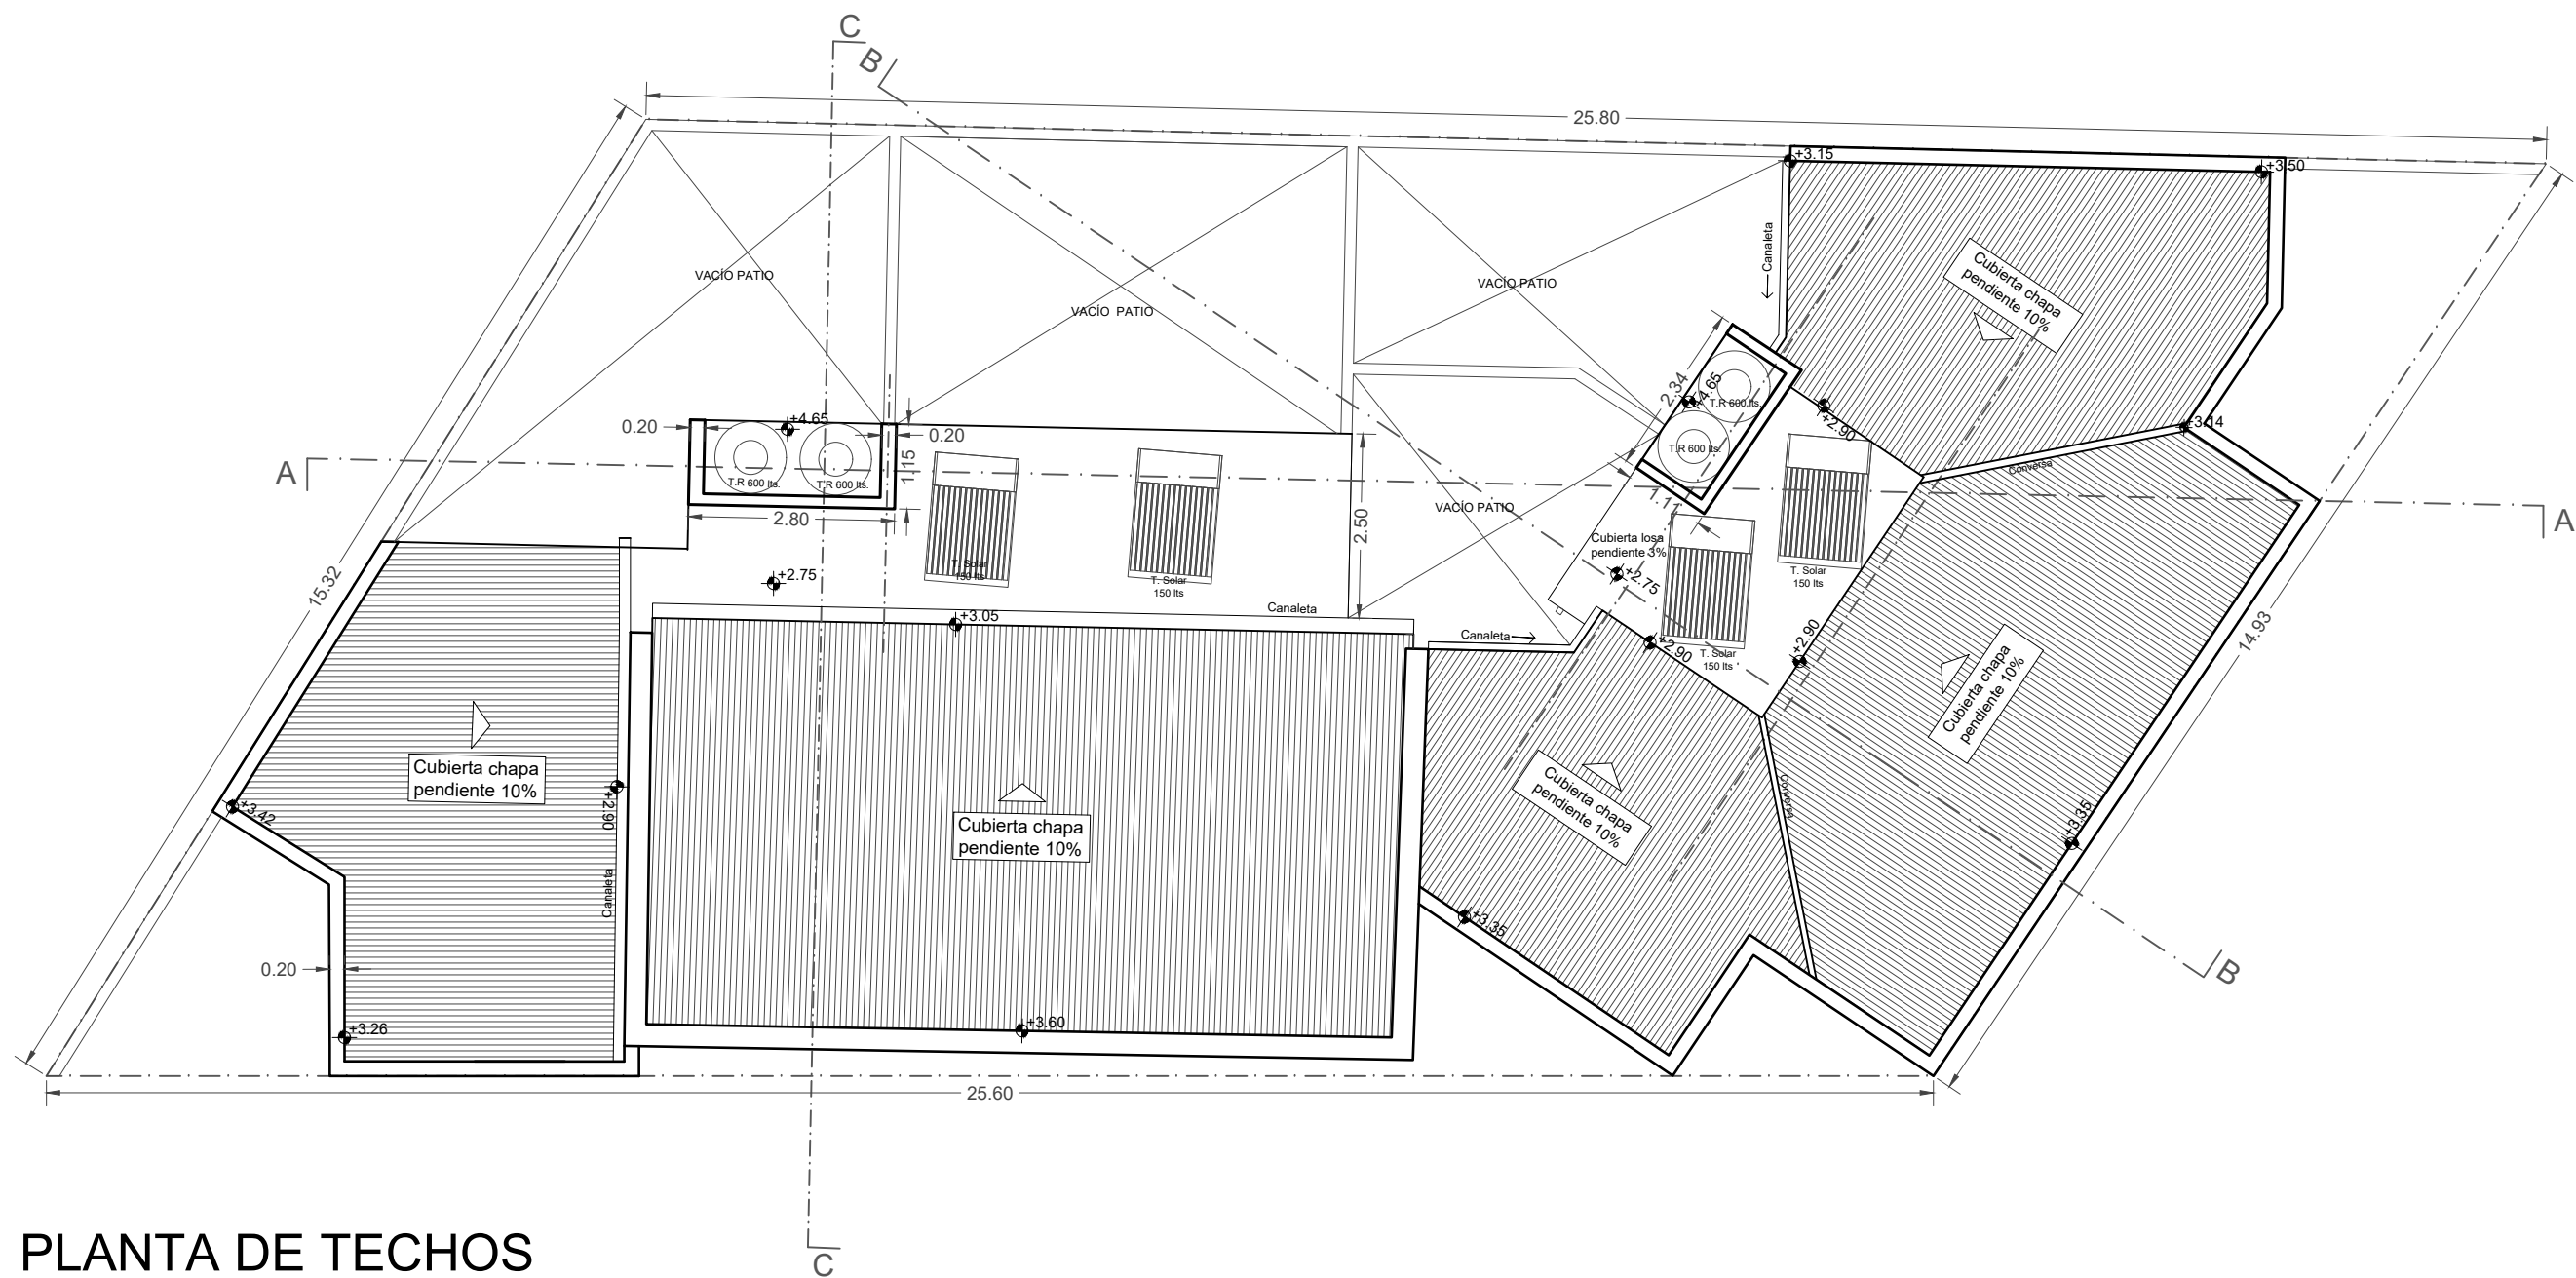 C
B
25.80
+3.15
+3.50
VACÍO PATIO
VACÍO PATIO
VACÍO PATIO
Canaleta
Cubierta chapa
pendiente 10%
2.34
+4.65
T.R 600 lts.
T.R 600 lts.
+2.90
+3.14
Conversa
0.20
+4.65
0.20
1.15
T.R 600 lts.
T.R 600 lts.
2.80
A
A
2.50
VACÍO PATIO
1.11
Cubierta losa
pendiente 3%
+2.75
T. Solar
150 lts
T. Solar
150 lts
T. Solar
150 lts
T. Solar
150 lts
15.32
+2.75
Canaleta
+3.05
Canaleta
+2.90
+2.90
14.93
Cubierta chapa
pendiente 10%
Cubierta chapa
pendiente 10%
+2.90
+3.42
Canaleta
Cubierta chapa
pendiente 10%
Cubierta chapa
pendiente 10%
Conversa
+3.35
+3.35
B
0.20
+3.26
+3.60
25.60
C
PLANTA DE TECHOS